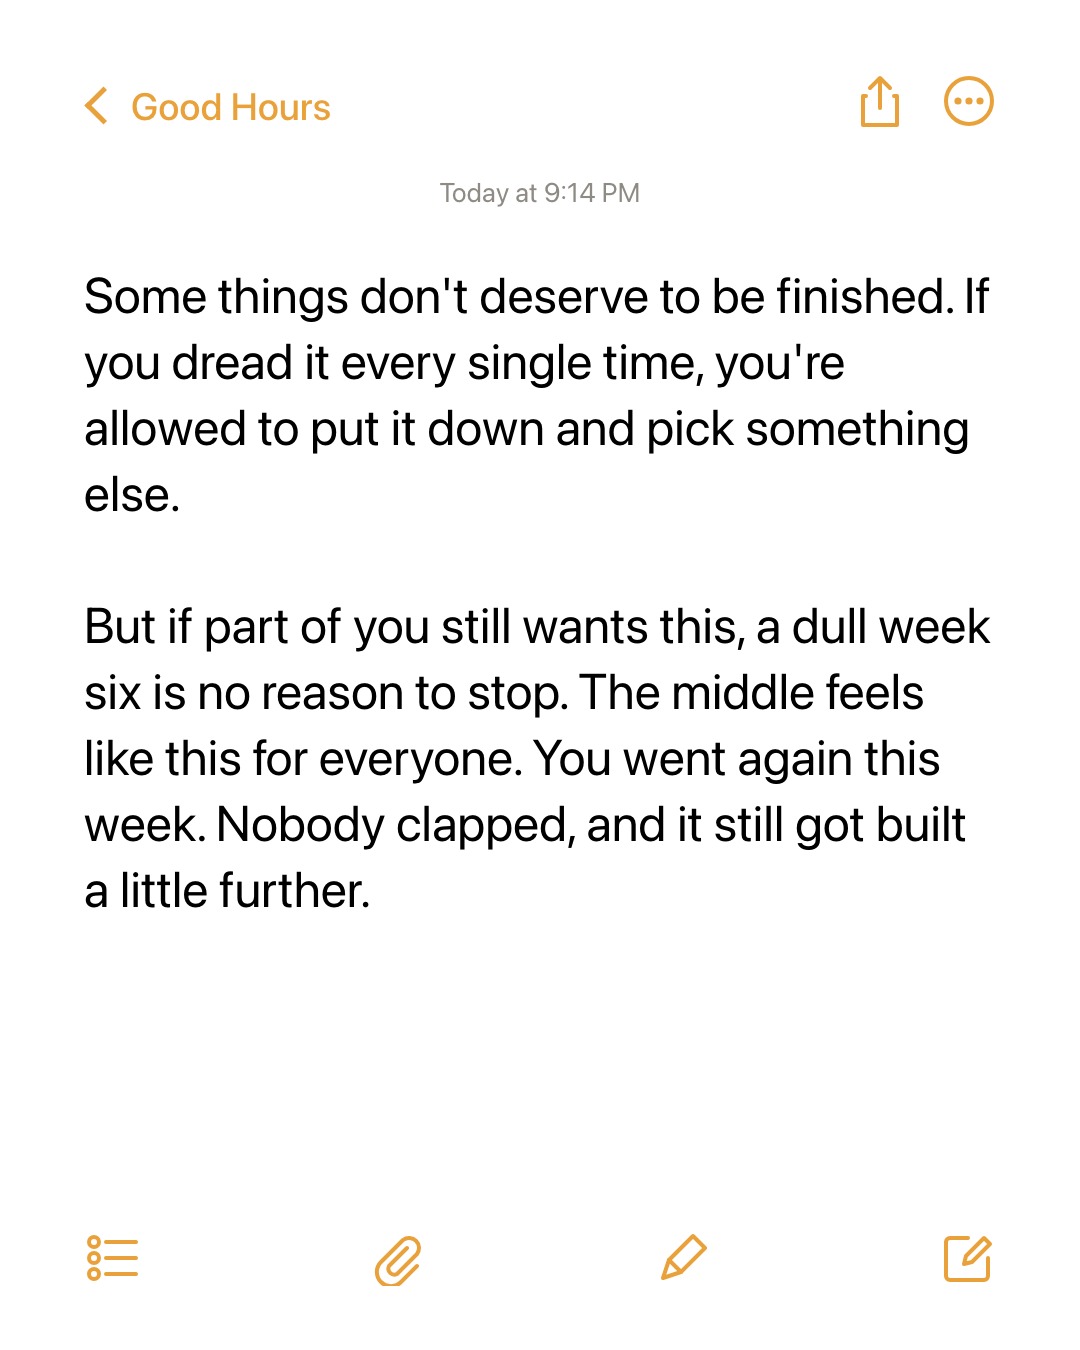 Good Hours
Today at 9:14 PM
Some things don't deserve to be finished. If
you dread it every single time, you're
allowed to put it down and pick something
else.
But if part of you still wants this, a dull week
six is no reason to stop. The middle feels
like this for everyone. You went again this
week. Nobody clapped, and it still got built
a little further.